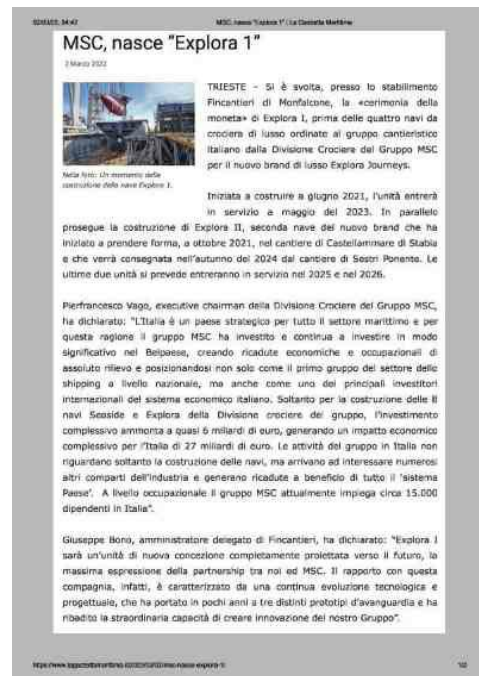 MSC, nasce "Explora 1" | La Gazzetta Marittima
MSC, nasce "Explora 1"
2 Marzo 2022
TRIESTE – Si è svolta, presso lo stabilimento
Fincantieri di Monfalcone, la «cerimonia della
moneta» di Explora I, prima delle quattro navi da
crociera di lusso ordinate al gruppo cantieristico
italiano dalla Divisione Crociere del Gruppo MSC
per il nuovo brand di lusso Explora Journeys.
Nella foto: Un momento della
costruzione della nave Explora 1.
Iniziata a costruire a giugno 2021, l'unità entrerà
in servizio a maggio del 2023. In parallelo
prosegue la costruzione di Explora II, seconda nave del nuovo brand che ha
iniziato a prendere forma, a ottobre 2021, nel cantiere di Castellammare di Stabia
e che verrà consegnata nell'autunno del 2024 dal cantiere di Sestri Ponente. Le
ultime due unità si prevede entreranno in servizio nel 2025 e nel 2026.
Pierfrancesco Vago, executive chairman della Divisione Crociere del Gruppo MSC,
ha dichiarato: "L'Italia è un paese strategico per tutto il settore marittimo e per
questa ragione il gruppo MSC ha investito e continua a investire in modo
significativo nel Belpaese, creando ricadute economiche e occupazionali di
assoluto rilievo e posizionandosi non solo come il primo gruppo del settore dello
shipping a livello nazionale, ma anche come uno dei principali investitori
internazionali del sistema economico italiano. Soltanto per la costruzione delle 8
navi Seaside e Explora della Divisione crociere del gruppo, l'investimento
complessivo ammonta a quasi 6 miliardi di euro, generando un impatto economico
complessivo per l'Italia di 27 miliardi di euro. Le attività del gruppo in Italia non
riguardano soltanto la costruzione delle navi, ma arrivano ad interessare numerosi
altri comparti dell'industria e generano ricadute a beneficio di tutto il 'sistema
Paese'. A livello occupazionale il gruppo MSC attualmente impiega circa 15.000
dipendenti in Italia".
Giuseppe Bono, amministratore delegato di Fincantieri, ha dichiarato: "Explora I
sarà un'unità di nuova concezione completamente proiettata verso il futuro, la
massima espressione della partnership tra noi ed MSC. Il rapporto con questa
compagnia, infatti, è caratterizzato da una continua evoluzione tecnologica e
progettuale, che ha portato in pochi anni a tre distinti prototipi d'avanguardia e ha
ribadito la straordinaria capacità di creare innovazione del nostro Gruppo".